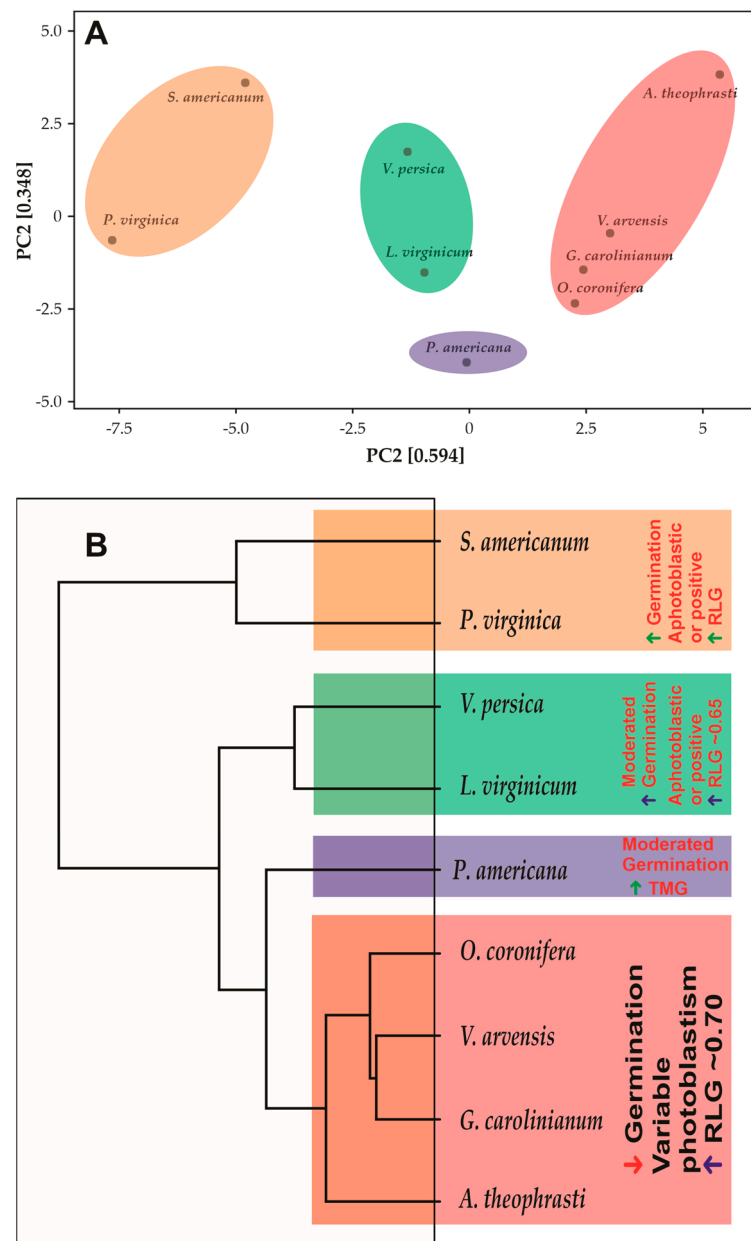 A
5.0
2.5
0
-2.5
-5.0
PC2 [0.348]
S. americanum
P. virginica
V. persica
L. virginicum
P. americana
A. theophrasti
V. arvensis
G. carolinianum
O. coronifera
-7.5
-5.0
-2.5
0
2.5
5
PC2 [0.594]
B
S. americanum
P. virginica
↑ Germination
Aphotoblastic
or positive
↑ RLG
V. persica
L. virginicum
Moderated
↑ Germination
Aphotoblastic
or positive
↑ RLG ~0.65
P. americana
Moderated
Germination
↑ TMG
O. coronifera
V. arvensis
G. carolinianum
A. theophrasti
↓ Germination
Variable
photoblastism
↑ RLG ~0.70